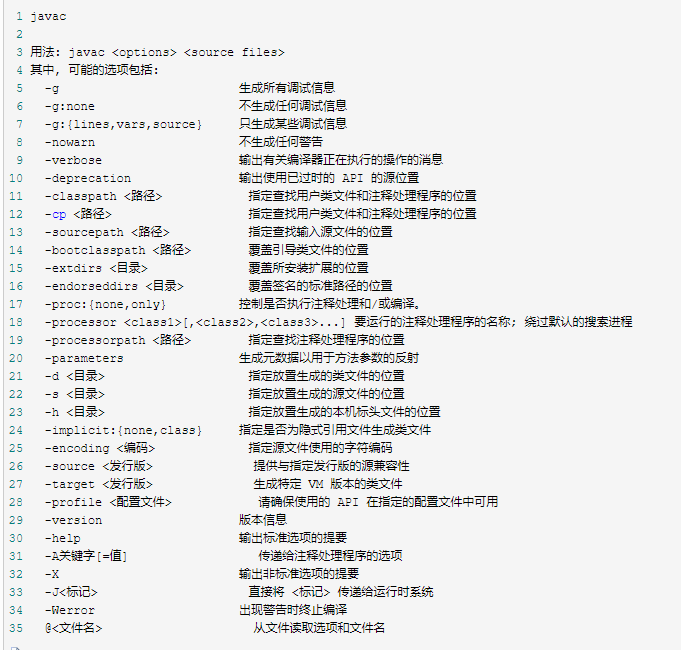 1 javac
2
3 用法: javac <options> <source files>
4 其中, 可能的选项包括:
5   -g                         生成所有调试信息
6   -g:none                    不生成任何调试信息
7   -g:{lines,vars,source}     只生成某些调试信息
8   -nowarn                    不生成任何警告
9   -verbose                   输出有关编译器正在执行的操作的消息
10   -deprecation               输出使用已过时的 API 的源位置
11   -classpath <路径>            指定查找用户类文件和注释处理程序的位置
12   -cp <路径>                   指定查找用户类文件和注释处理程序的位置
13   -sourcepath <路径>           指定查找输入源文件的位置
14   -bootclasspath <路径>        覆盖引导类文件的位置
15   -extdirs <目录>              覆盖所安装扩展的位置
16   -endorseddirs <目录>         覆盖签名的标准路径的位置
17   -proc:{none,only}          控制是否执行注释处理和/或编译。
18   -processor <class1>[,<class2>,<class3>...] 要运行的注释处理程序的名称; 绕过默认的搜索进程
19   -processorpath <路径>        指定查找注释处理程序的位置
20   -parameters                生成元数据以用于方法参数的反射
21   -d <目录>                    指定放置生成的类文件的位置
22   -s <目录>                    指定放置生成的源文件的位置
23   -h <目录>                    指定放置生成的本机标头文件的位置
24   -implicit:{none,class}     指定是否为隐式引用文件生成类文件
25   -encoding <编码>             指定源文件使用的字符编码
26   -source <发行版>              提供与指定发行版的源兼容性
27   -target <发行版>              生成特定 VM 版本的类文件
28   -profile <配置文件>            请确保使用的 API 在指定的配置文件中可用
29   -version                   版本信息
30   -help                      输出标准选项的提要
31   -A关键字[=值]                  传递给注释处理程序的选项
32   -X                         输出非标准选项的提要
33   -J<标记>                     直接将 <标记> 传递给运行时系统
34   -Werror                    出现警告时终止编译
35   @<文件名>                     从文件读取选项和文件名